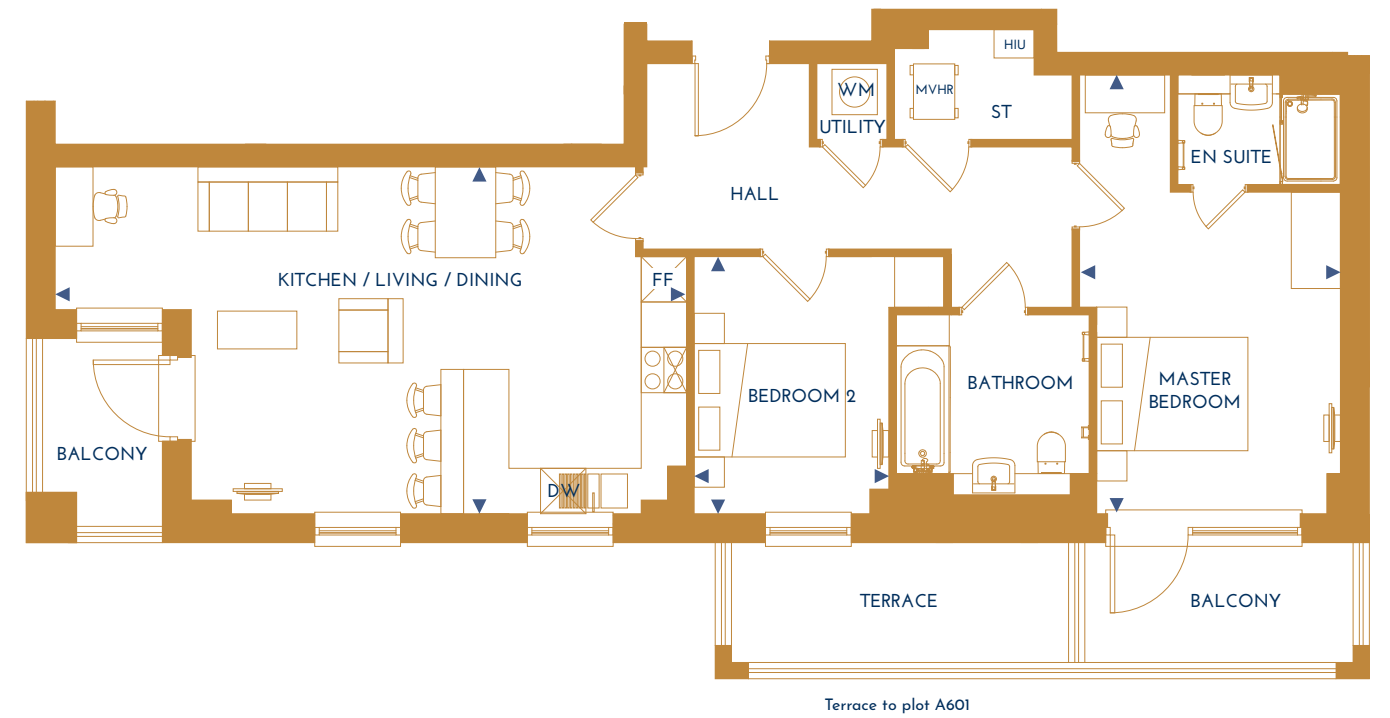 HIU
WM
MVHR
ST
UTILITY
EN SUITE
HALL
KITCHEN / LIVING / DINING
FF
MASTER
BEDROOM
BATHROOM
BEDROOM 2
BALCONY
DW
TERRACE
BALCONY
Terrace to plot A601